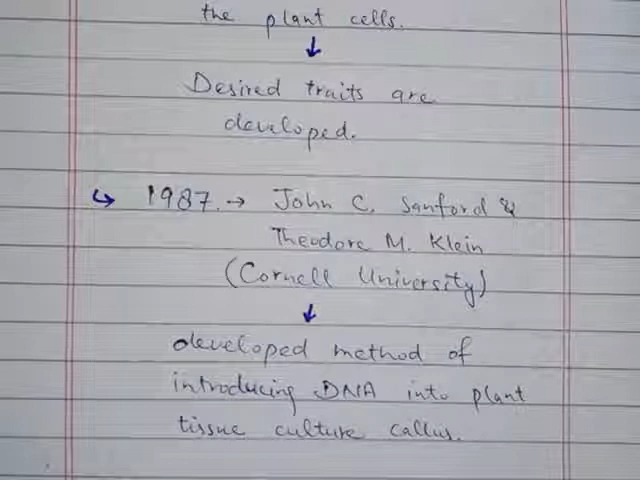 the plant cells.
↓
Desired traits are
developed.
↳ 1987. → John C. Sanford &
Theodore M. Klein
(Cornell University)
↓
developed method of
introducing DNA into plant
tissue culture callus.